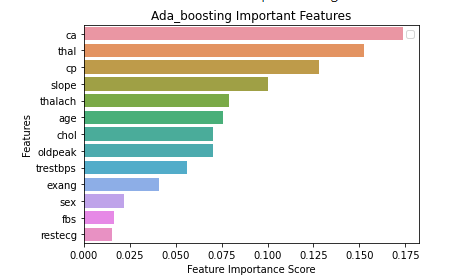 Ada_boosting Important Features
ca
thal
cp
slope
thalach
age
chol
oldpeak
trestbps
exang
sex
fbs
restecg
Features
0.000 0.025 0.050 0.075 0.100 0.125 0.150 0.175
Feature Importance Score